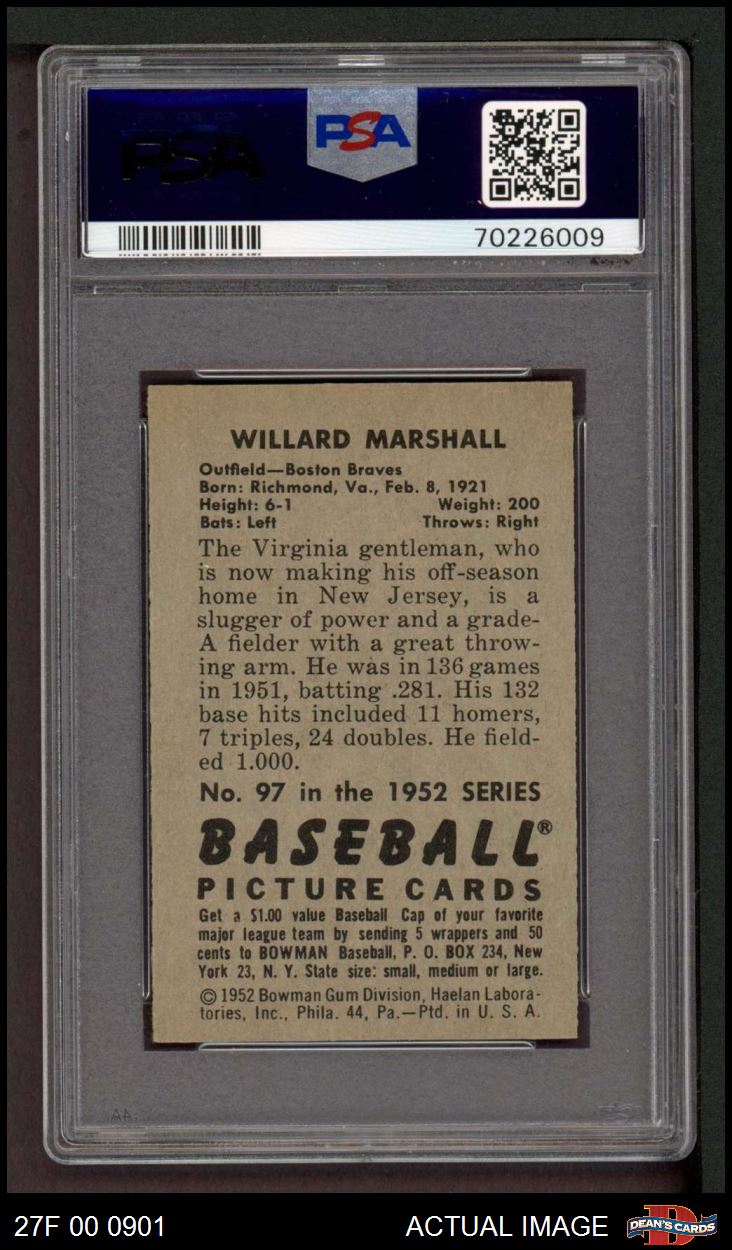 PSA
PSA
70226009
WILLARD MARSHALL
Outfield—Boston Braves
Born: Richmond, Va., Feb. 8, 1921
Height: 6-1 Weight: 200
Bats: Left Throws: Right
The Virginia gentleman, who
is now making his off-season
home in New Jersey, is a
slugger of power and a grade-
A fielder with a great throw-
ing arm. He was in 136 games
in 1951, batting .281. His 132
base hits included 11 homers,
7 triples, 24 doubles. He field-
ed 1.000.
No. 97 in the 1952 SERIES
BASEBALL®
PICTURE CARDS
Get a $1.00 value Baseball Cap of your favorite
major league team by sending 5 wrappers and 50
cents to BOWMAN Baseball, P. O. BOX 234, New
York 23, N. Y. State size: small, medium or large.
© 1952 Bowman Gum Division, Haelan Labora-
tories, Inc., Phila. 44, Pa.—Ptd. in U. S. A.
27F 00 0901 ACTUAL IMAGE DEAN'S CARDS